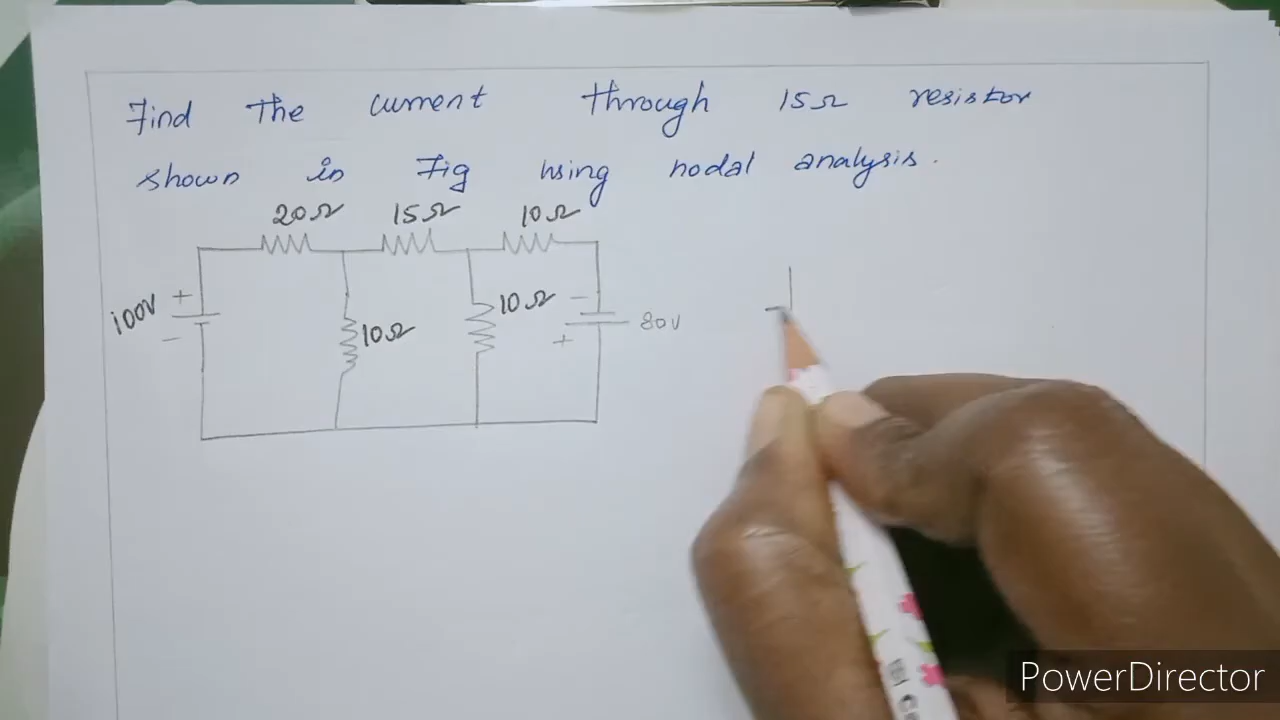 Find The current through 15Ω resistor
shown in Fig using nodal analysis.
20Ω 15Ω 10Ω
+ - 10Ω
100V 10Ω 80V
- +
PowerDirector